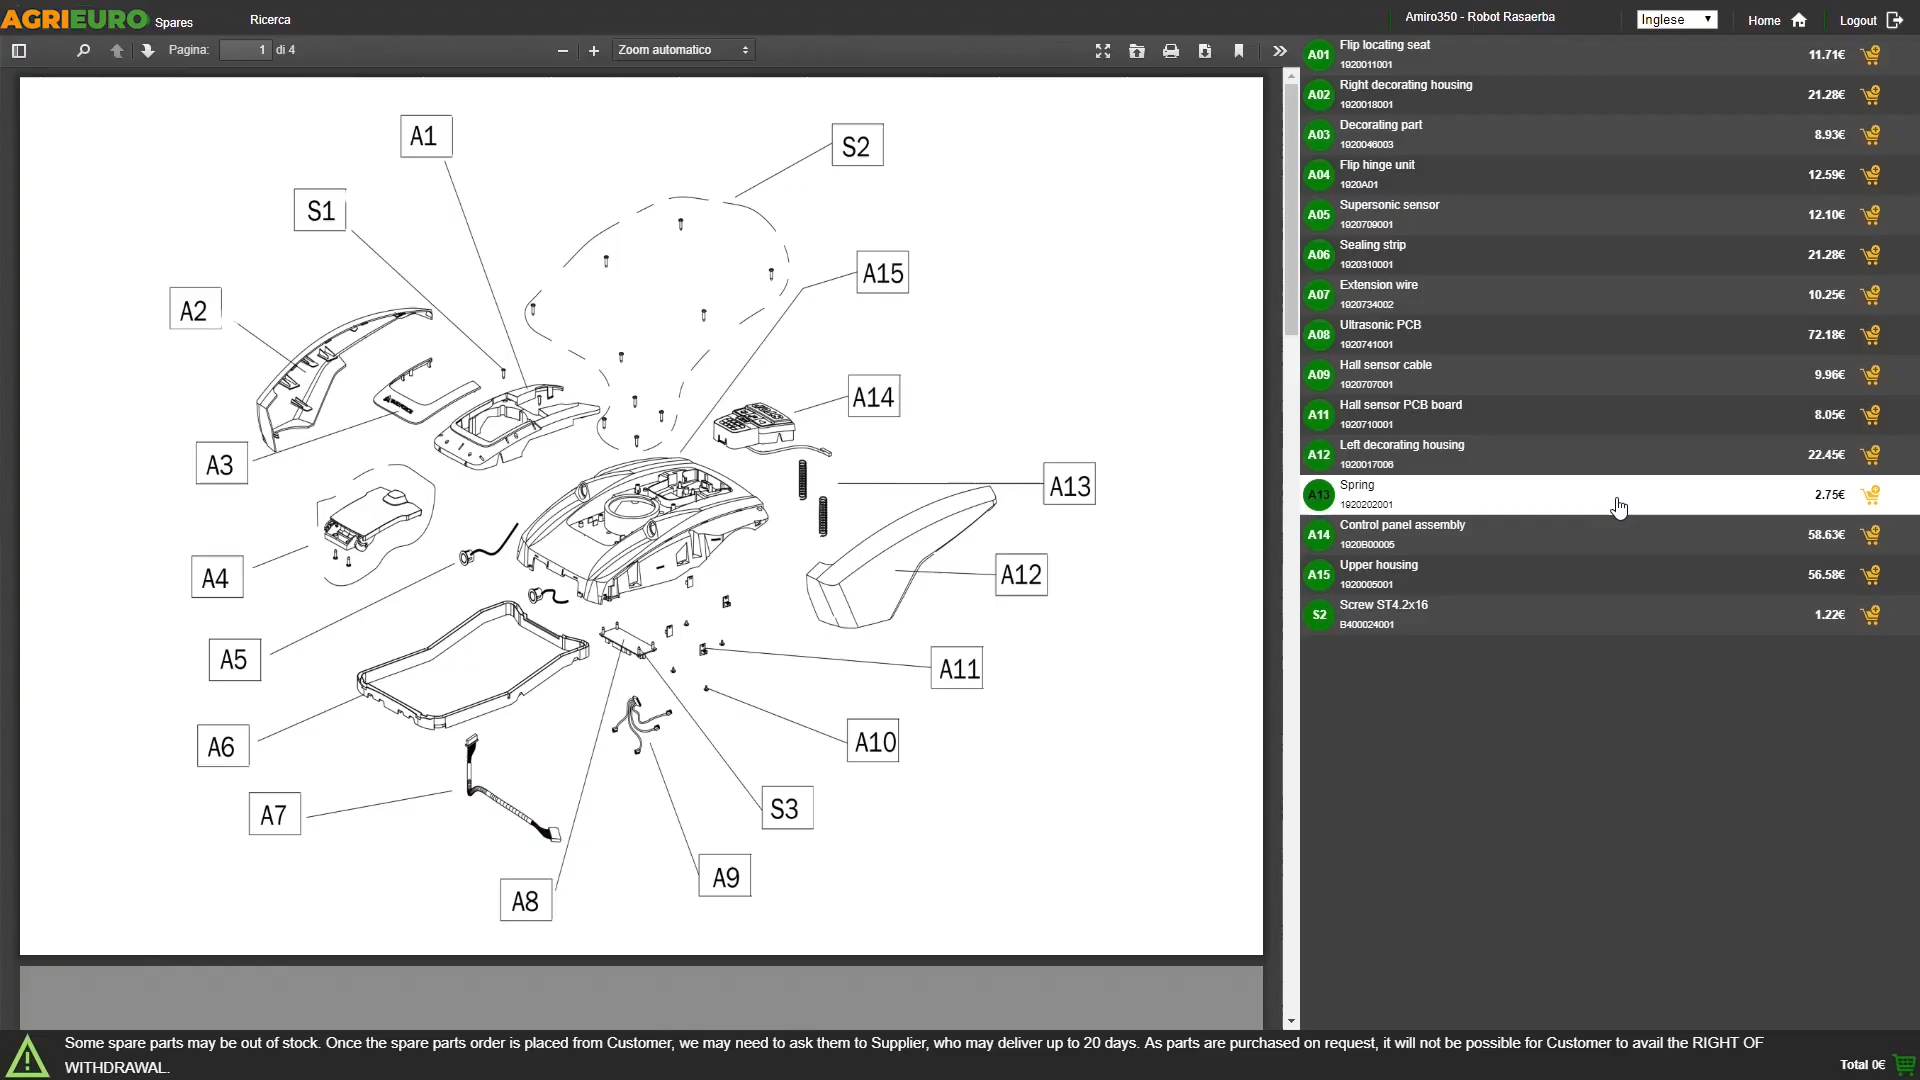 AGRIEURO Spares
Ricerca
Amiro350 - Robot Rasaerba
Inglese
Home
Logout
Pagina: 1 di 4
Zoom automatico
A1
S2
S1
A15
A2
A14
A3
A13
A4
A12
A5
A11
A6
A10
A7
S3
A9
A8
A01 Flip locating seat 11.71€
1920011001
A02 Right decorating housing 21.28€
1920018001
A03 Decorating part 8.93€
1920046003
A04 Flip hinge unit 12.59€
1920A01
A05 Supersonic sensor 12.10€
1920709001
A06 Sealing strip 21.28€
1920310001
A07 Extension wire 10.25€
1920734002
A08 Ultrasonic PCB 72.18€
1920741001
A09 Hall sensor cable 9.96€
1920707001
A11 Hall sensor PCB board 8.05€
1920710001
A12 Left decorating housing 22.45€
1920017006
A13 Spring 2.75€
1920202001
A14 Control panel assembly 58.63€
1920B00005
A15 Upper housing 56.58€
1920005001
S2 Screw ST4.2x16 1.22€
B400024001
Some spare parts may be out of stock. Once the spare parts order is placed from Customer, we may need to ask them to Supplier, who may deliver up to 20 days. As parts are purchased on request, it will not be possible for Customer to avail the RIGHT OF
WITHDRAWAL.
Total 0€